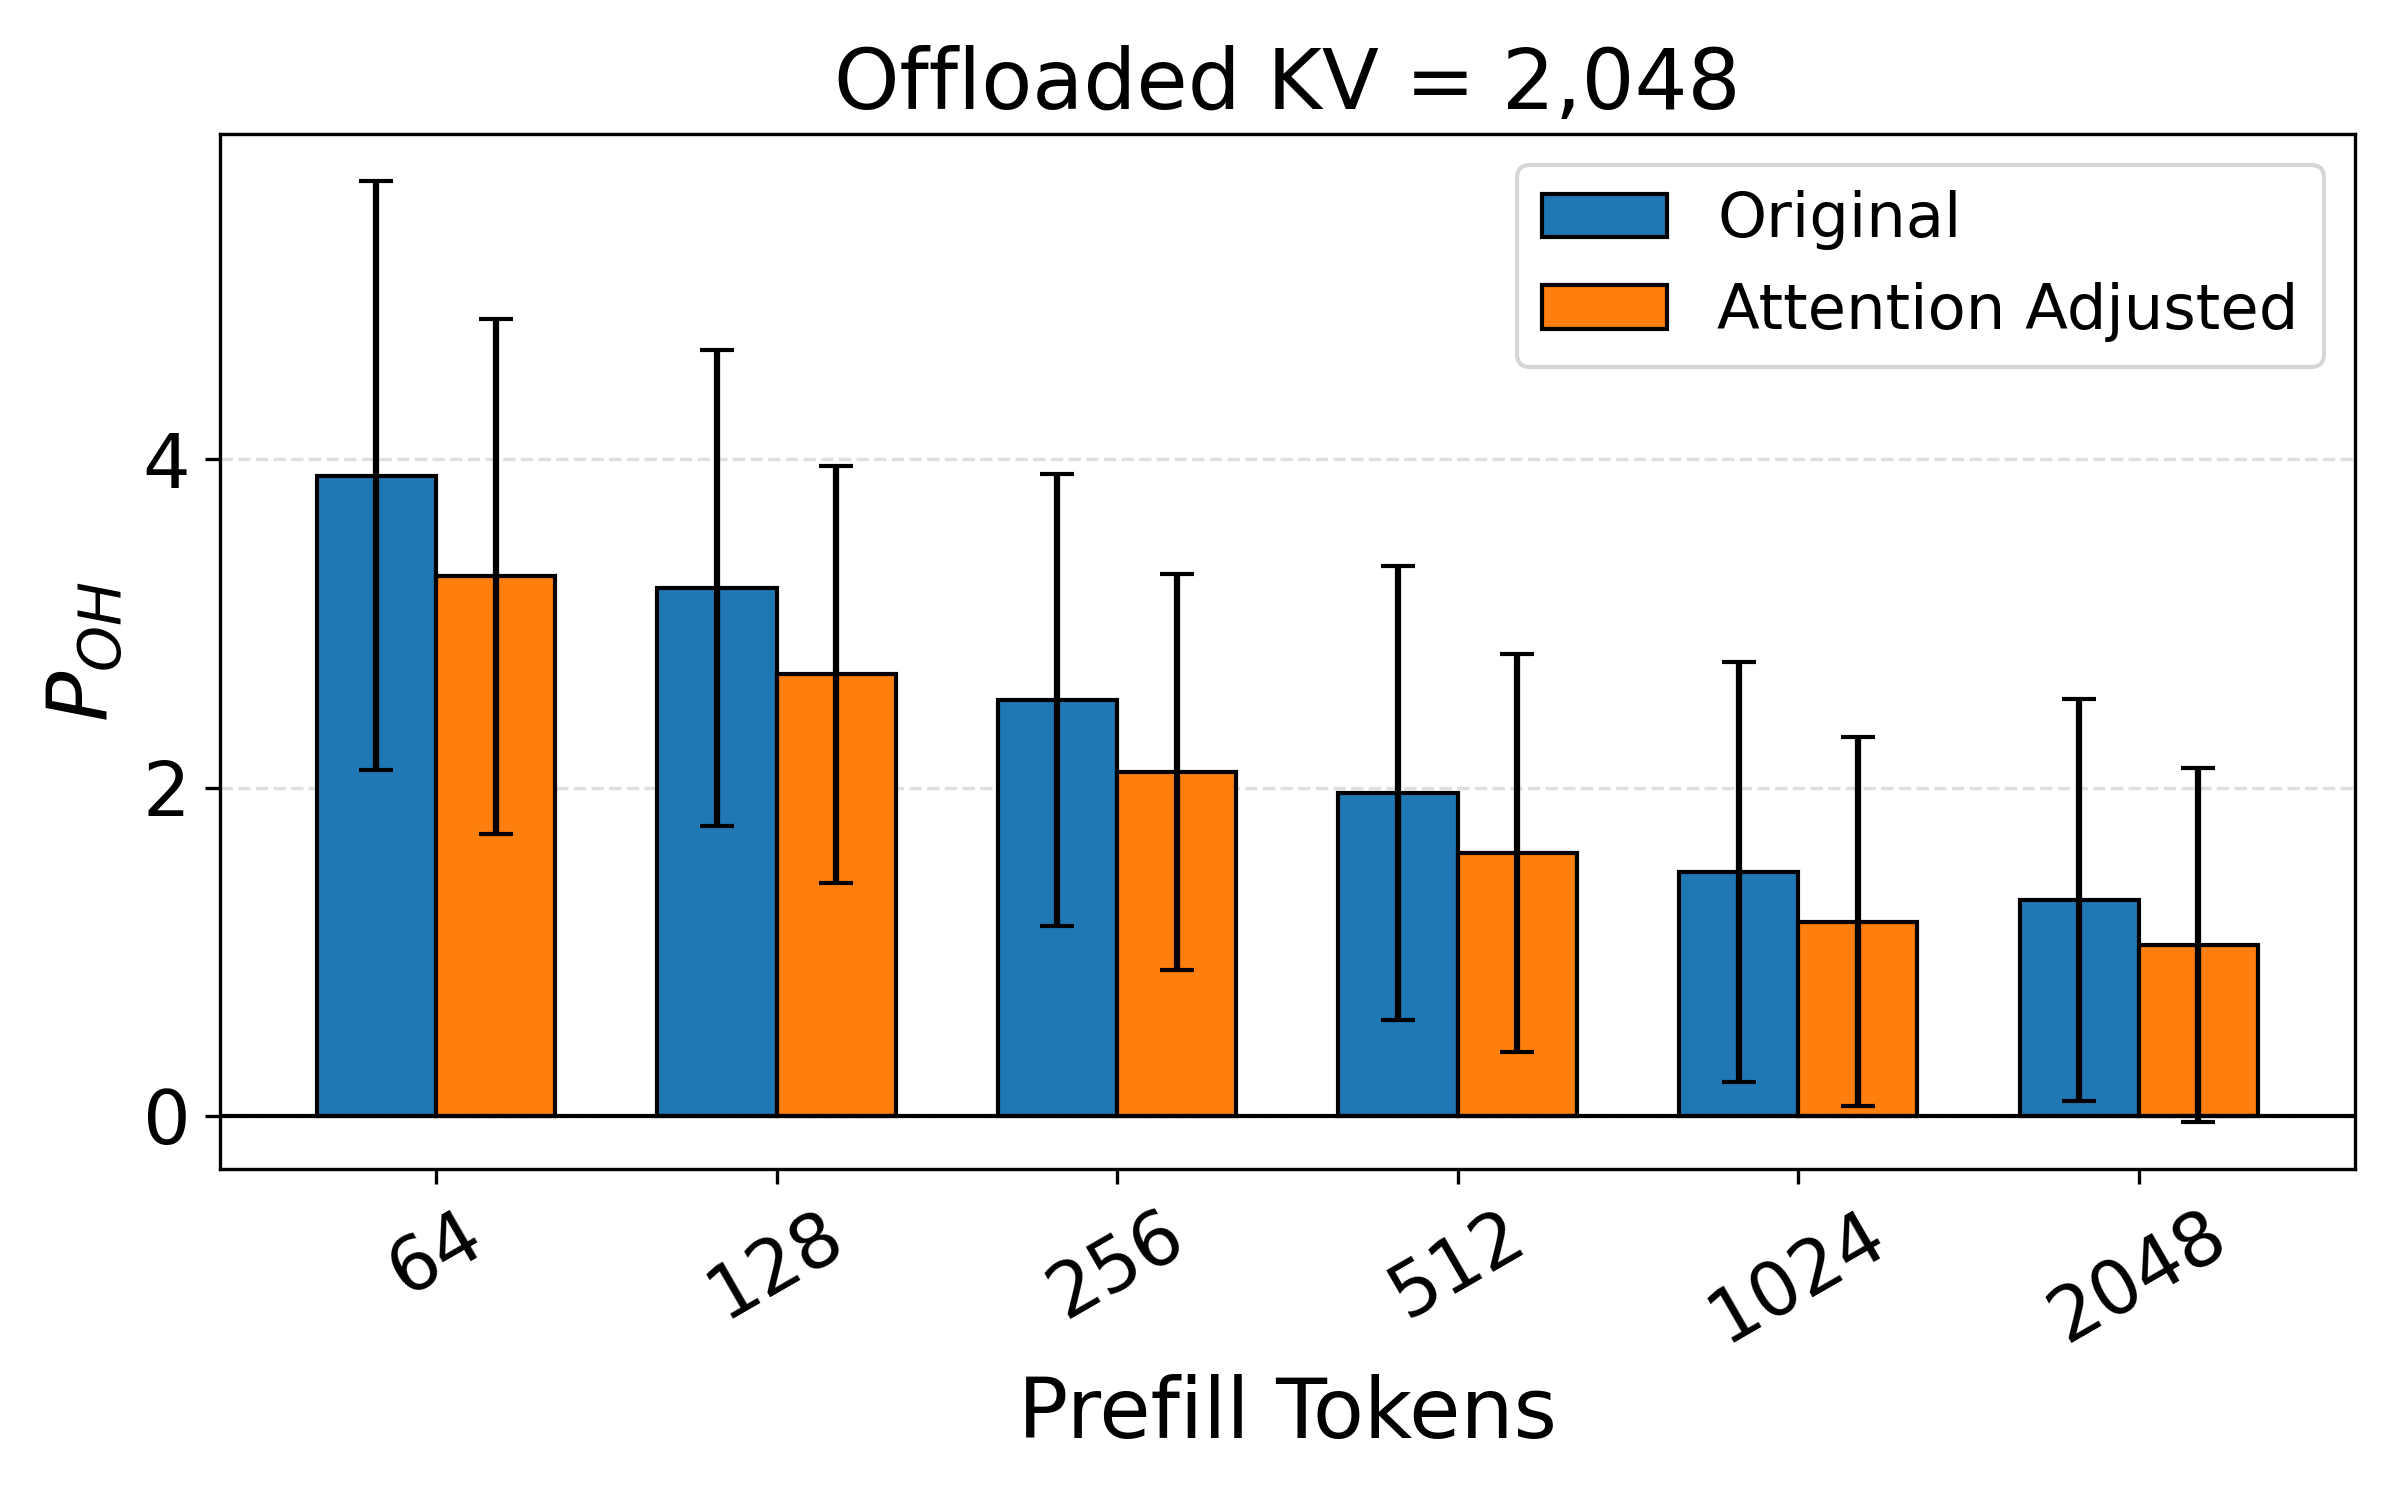 Offloaded KV = 2,048
Original
Attention Adjusted
P_OH
4
2
0
64
128
256
512
1024
2048
Prefill Tokens